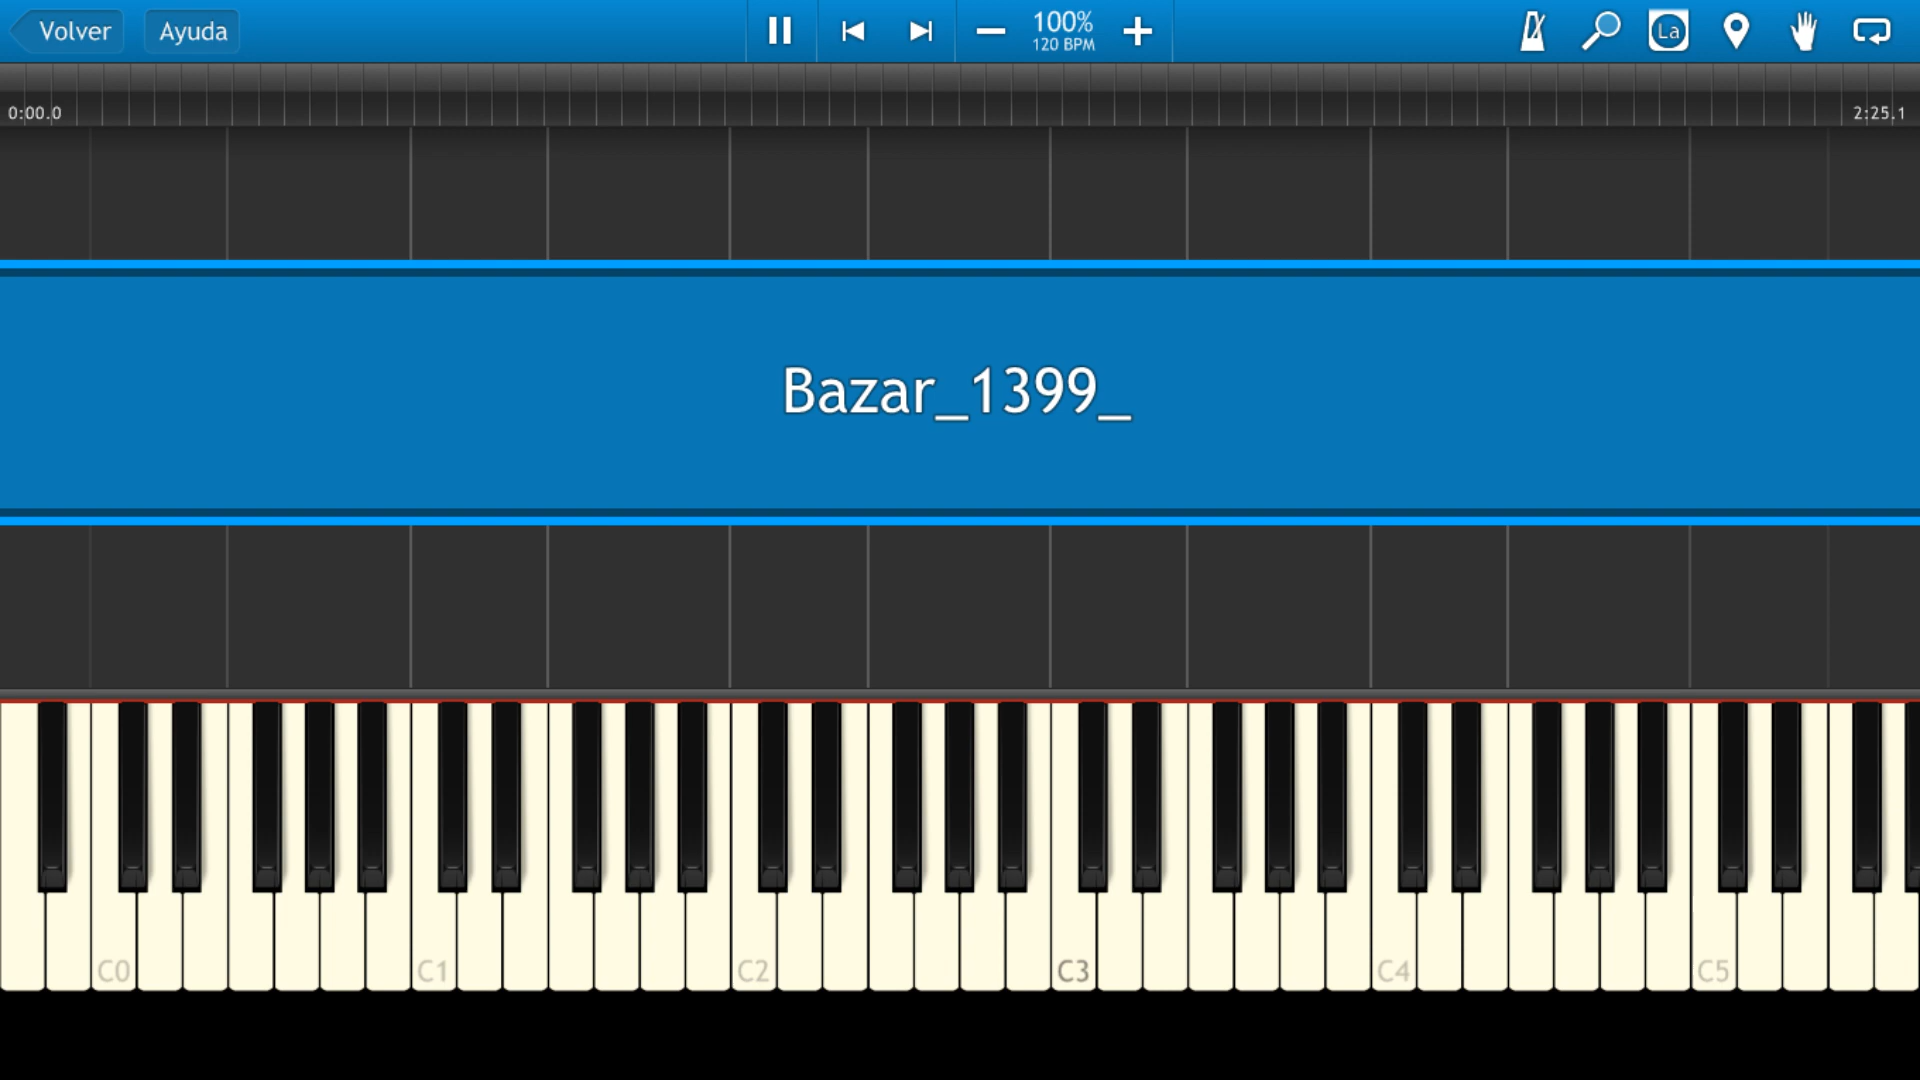 Volver
Ayuda
100%
120 BPM
La
0:00.0
2:25.1
Bazar_1399_
C0
C1
C2
C3
C4
C5